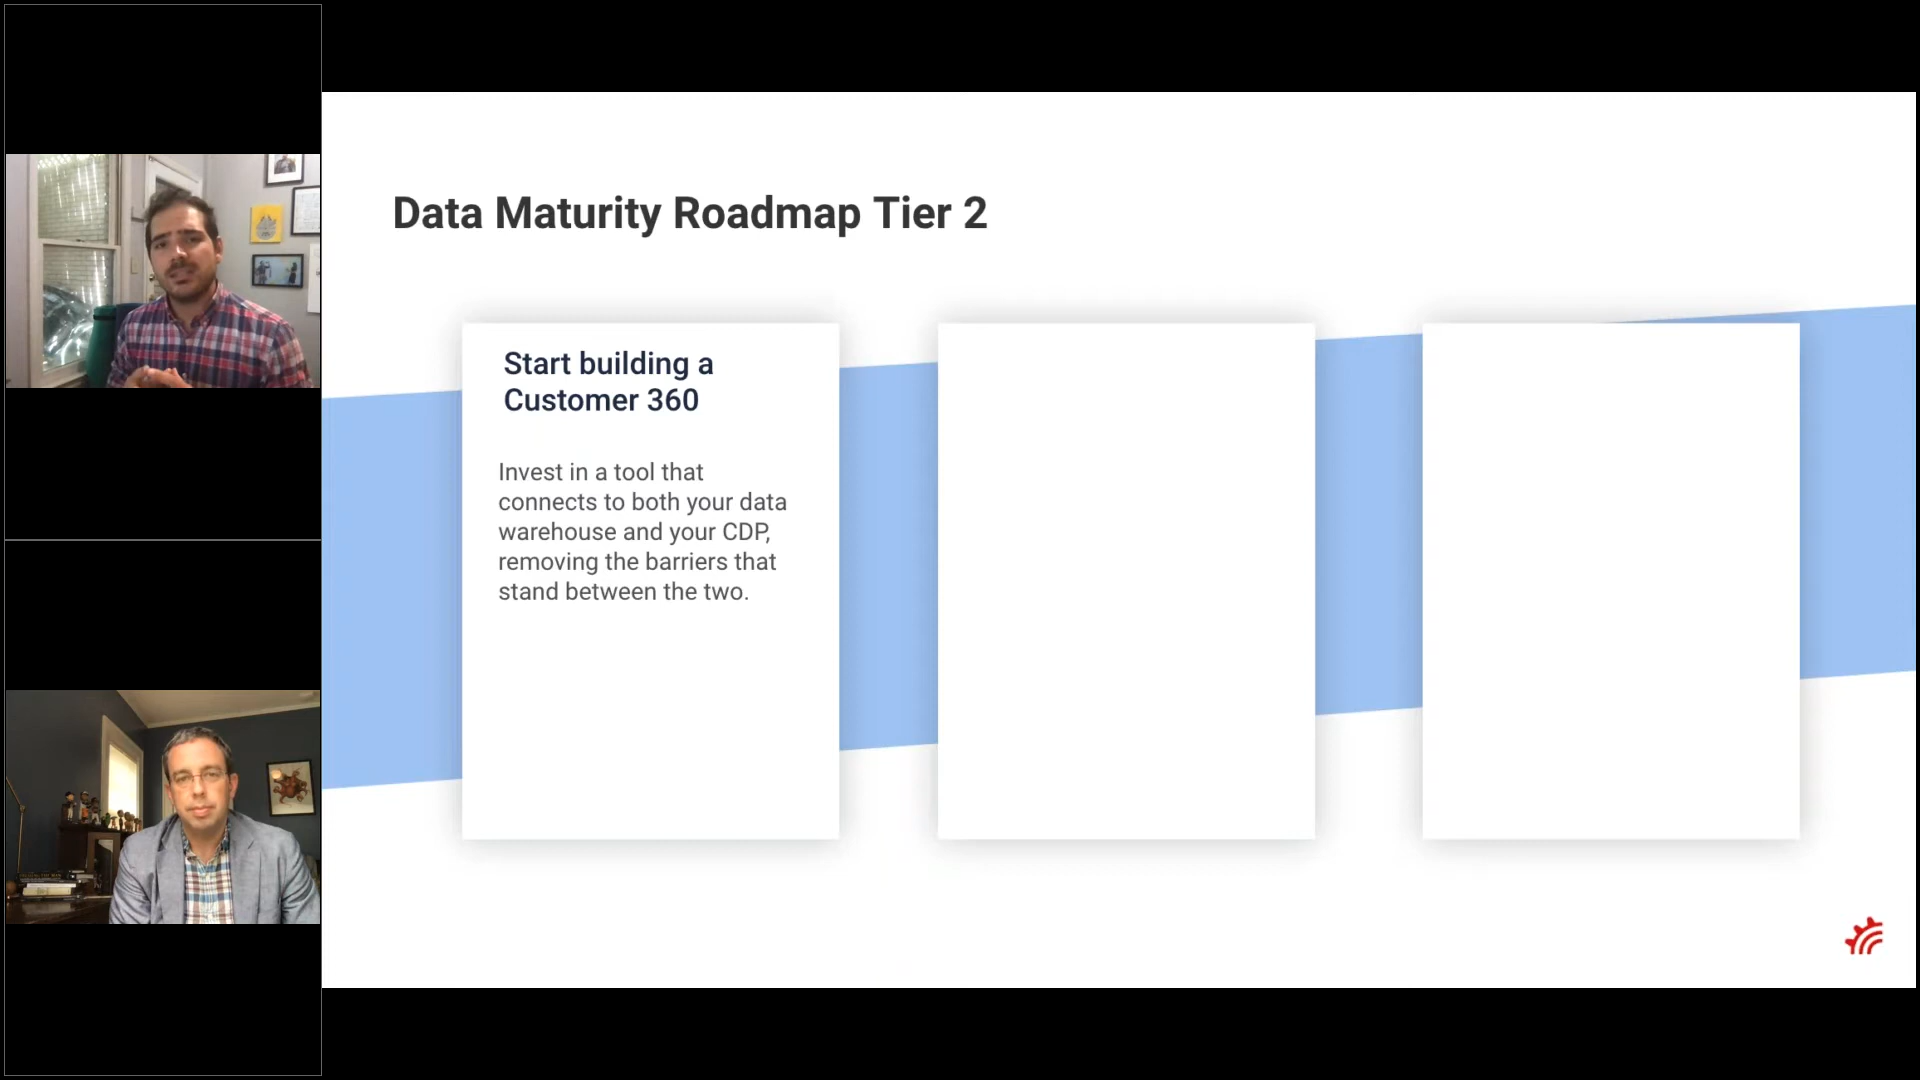 Data Maturity Roadmap Tier 2
Start building a
Customer 360
Invest in a tool that
connects to both your data
warehouse and your CDP,
removing the barriers that
stand between the two.